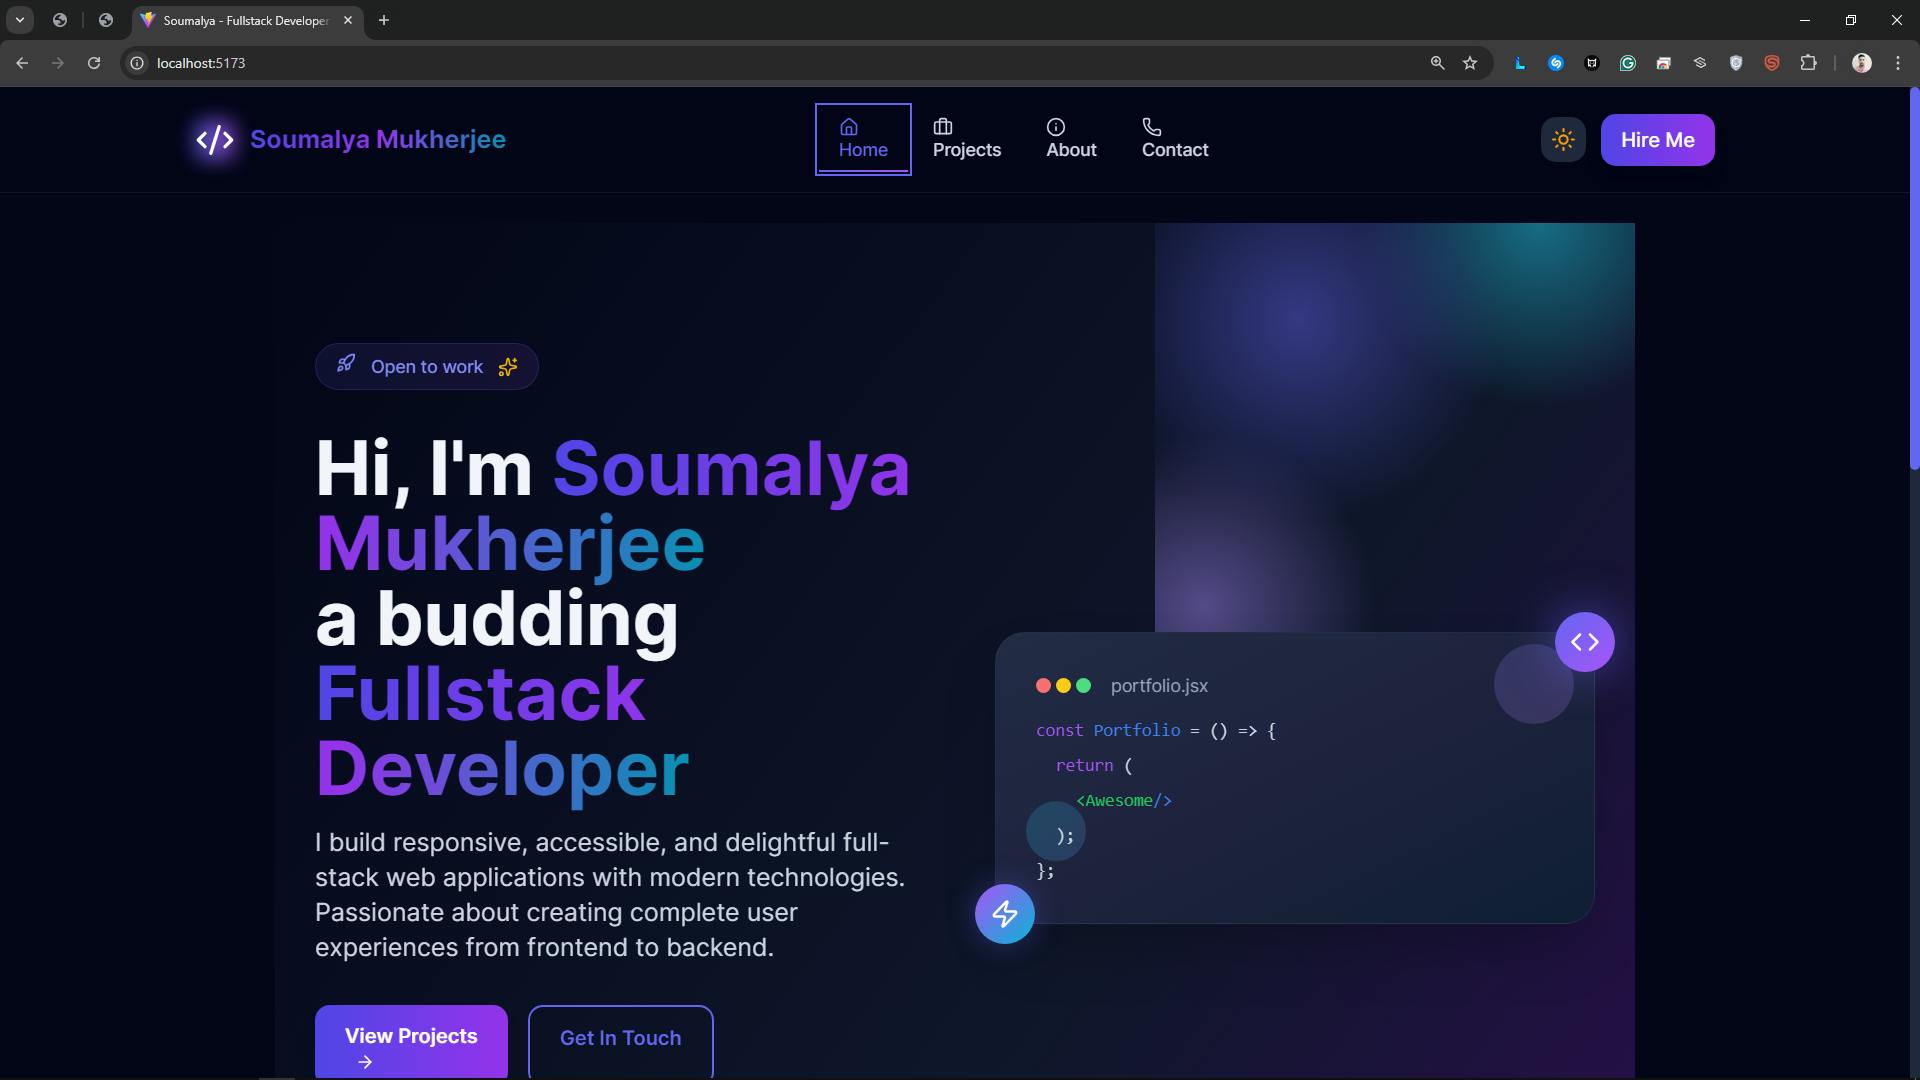 Soumalya - Fullstack Developer
localhost:5173
Soumalya Mukherjee
Home
Projects
About
Contact
Hire Me
Open to work
Hi, I'm Soumalya
Mukherjee
a budding
Fullstack
Developer
I build responsive, accessible, and delightful full-
stack web applications with modern technologies.
Passionate about creating complete user
experiences from frontend to backend.
View Projects
Get In Touch
portfolio.jsx
const Portfolio = () => {
return (
<Awesome/>
);
};